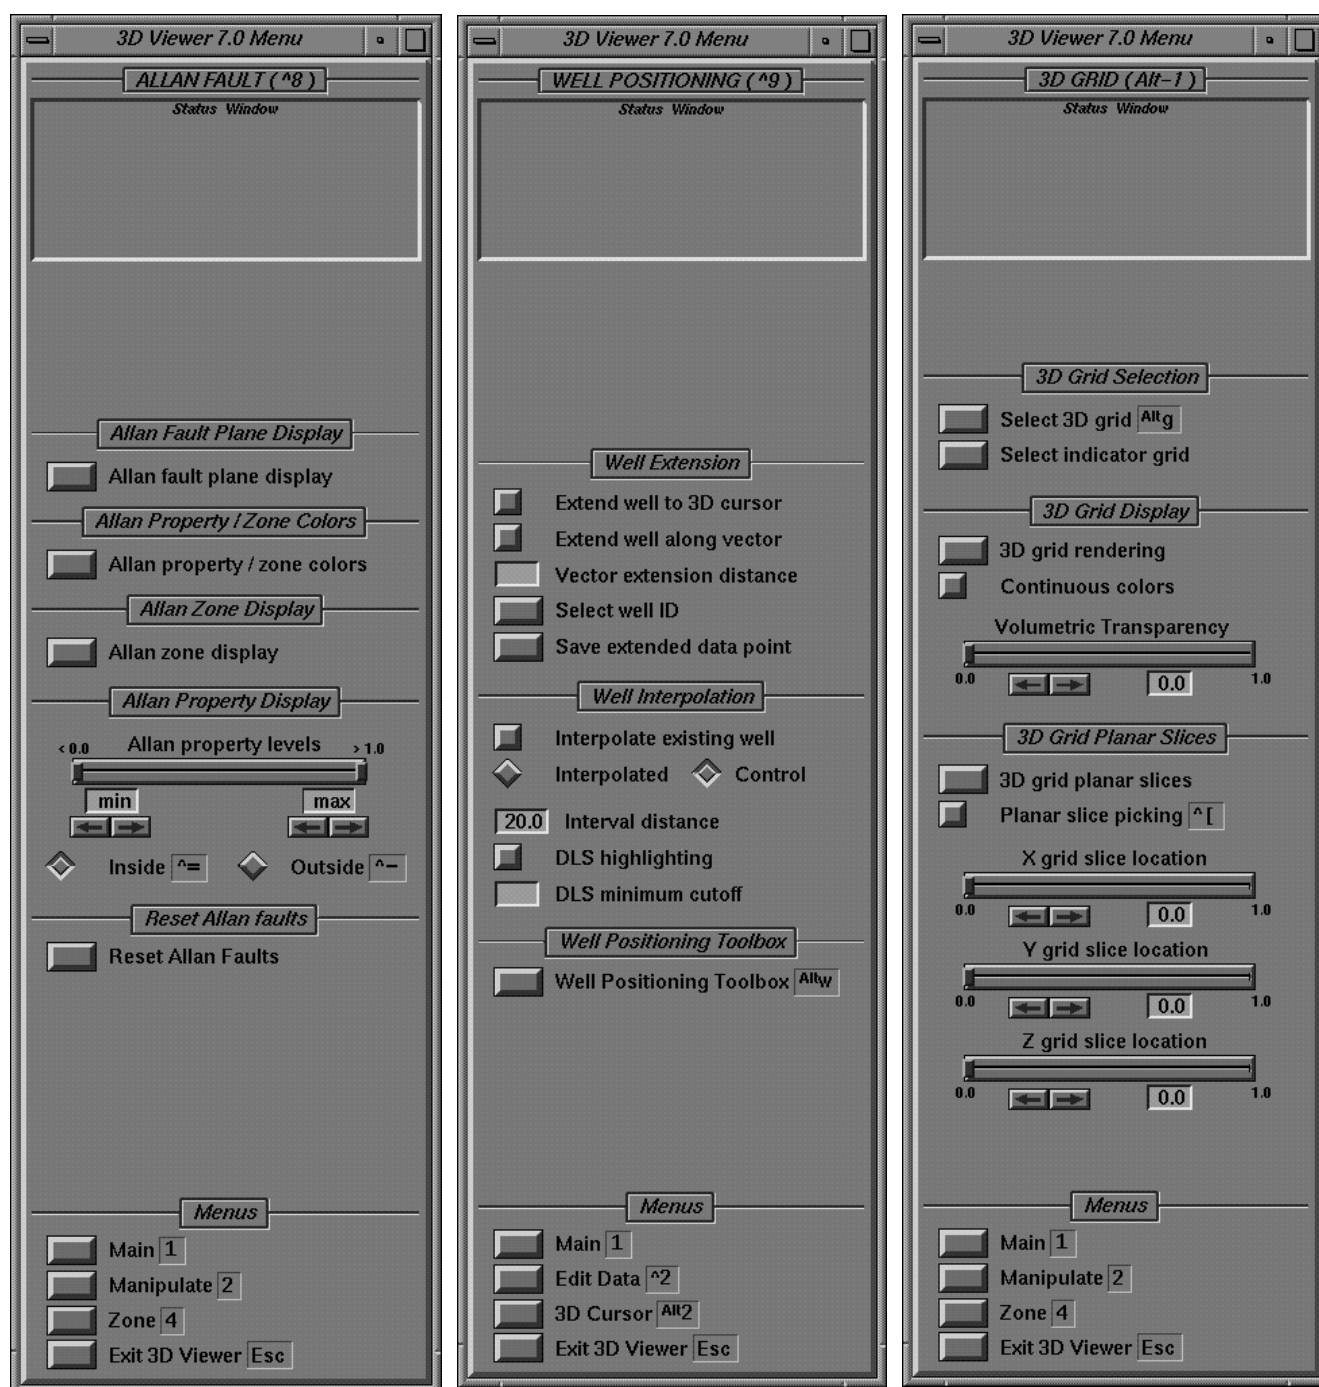 3D Viewer 7.0 Menu
ALLAN FAULT ( ^8 )
Status Window
Allan Fault Plane Display
Allan fault plane display
Allan Property / Zone Colors
Allan property / zone colors
Allan Zone Display
Allan zone display
Allan Property Display
< 0.0 Allan property levels > 1.0
min max
Inside ^= Outside ^-
Reset Allan faults
Reset Allan Faults
Menus
Main 1
Manipulate 2
Zone 4
Exit 3D Viewer Esc
3D Viewer 7.0 Menu
WELL POSITIONING ( ^9 )
Status Window
Well Extension
Extend well to 3D cursor
Extend well along vector
Vector extension distance
Select well ID
Save extended data point
Well Interpolation
Interpolate existing well
Interpolated Control
20.0 Interval distance
DLS highlighting
DLS minimum cutoff
Well Positioning Toolbox
Well Positioning Toolbox Altw
Menus
Main 1
Edit Data ^2
3D Cursor Alt2
Exit 3D Viewer Esc
3D Viewer 7.0 Menu
3D GRID ( Alt-1 )
Status Window
3D Grid Selection
Select 3D grid Altg
Select indicator grid
3D Grid Display
3D grid rendering
Continuous colors
Volumetric Transparency
0.0 0.0 1.0
3D Grid Planar Slices
3D grid planar slices
Planar slice picking ^[
X grid slice location
0.0 0.0 1.0
Y grid slice location
0.0 0.0 1.0
Z grid slice location
0.0 0.0 1.0
Menus
Main 1
Manipulate 2
Zone 4
Exit 3D Viewer Esc